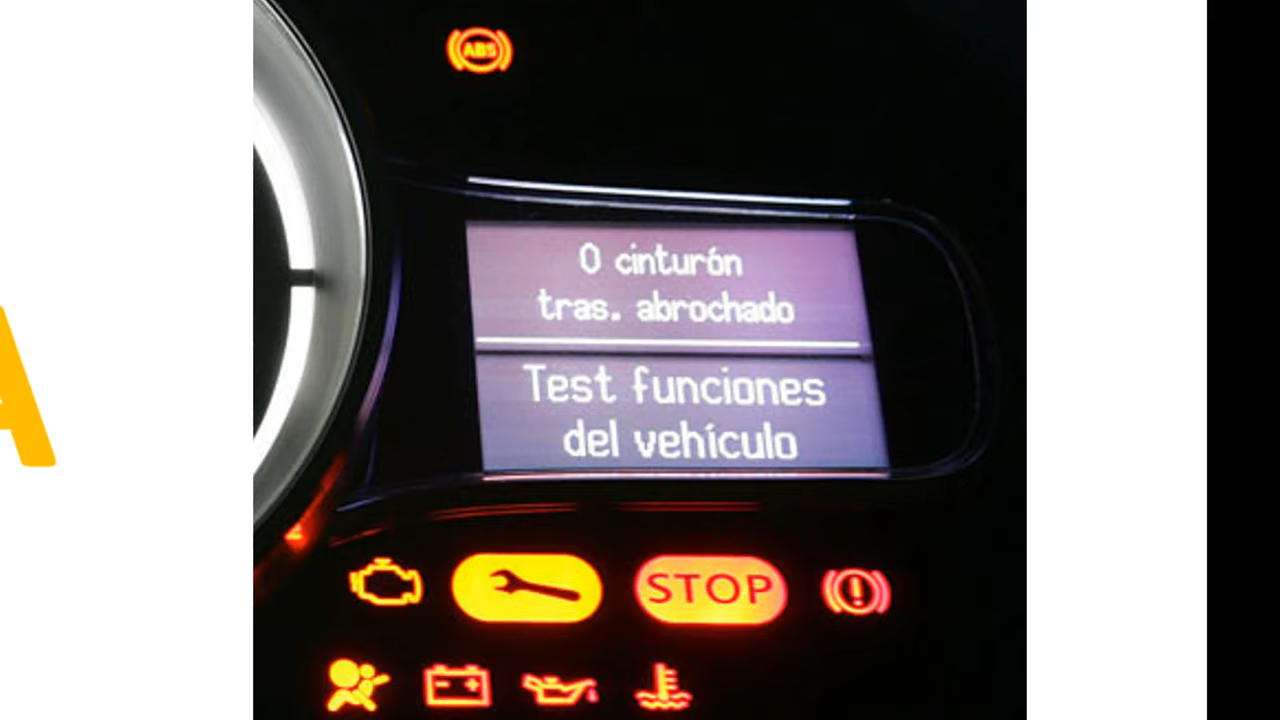 A
ABS
0 cinturón
tras. abrochado
Test funciones
del vehículo
STOP